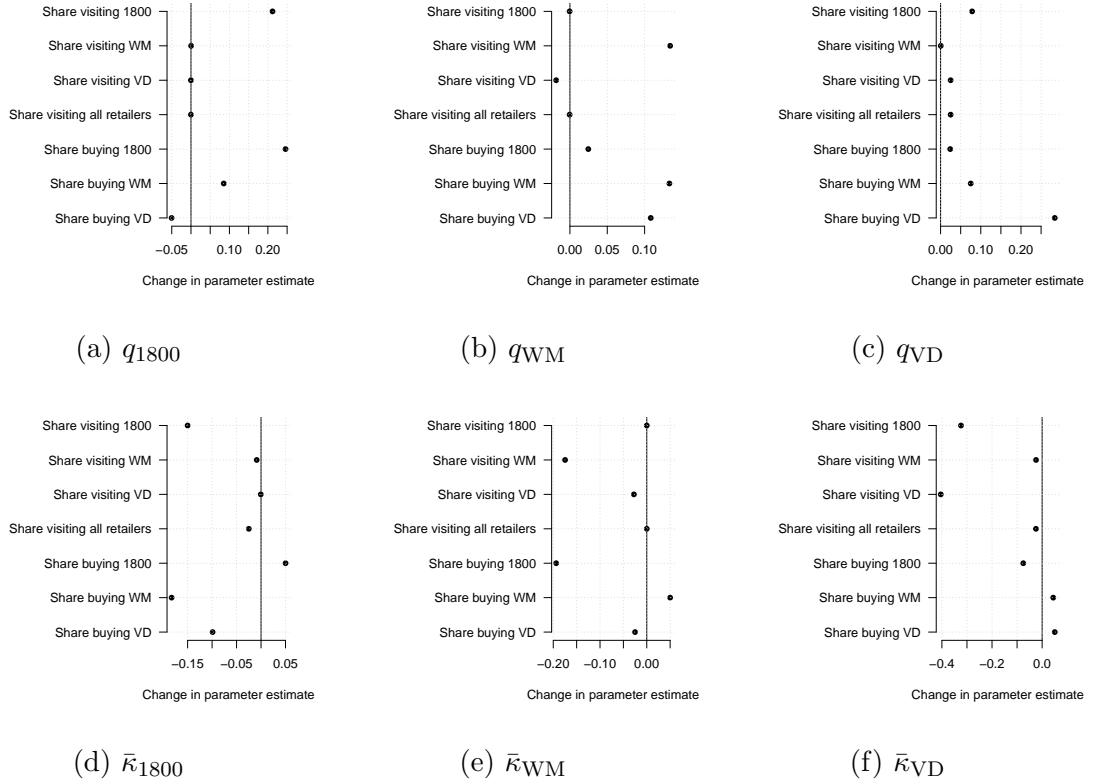 Share visiting 1800
Share visiting WM
Share visiting VD
Share visiting all retailers
Share buying 1800
Share buying WM
Share buying VD
−0.05 0.10 0.20
Change in parameter estimate
(a) q1800
Share visiting 1800
Share visiting WM
Share visiting VD
Share visiting all retailers
Share buying 1800
Share buying WM
Share buying VD
0.00 0.05 0.10
Change in parameter estimate
(b) qWM
Share visiting 1800
Share visiting WM
Share visiting VD
Share visiting all retailers
Share buying 1800
Share buying WM
Share buying VD
0.00 0.10 0.20
Change in parameter estimate
(c) qVD
Share visiting 1800
Share visiting WM
Share visiting VD
Share visiting all retailers
Share buying 1800
Share buying WM
Share buying VD
−0.15 −0.05 0.05
Change in parameter estimate
(d) κ̄1800
Share visiting 1800
Share visiting WM
Share visiting VD
Share visiting all retailers
Share buying 1800
Share buying WM
Share buying VD
−0.20 −0.10 0.00
Change in parameter estimate
(e) κ̄WM
Share visiting 1800
Share visiting WM
Share visiting VD
Share visiting all retailers
Share buying 1800
Share buying WM
Share buying VD
−0.4 −0.2 0.0
Change in parameter estimate
(f) κ̄VD